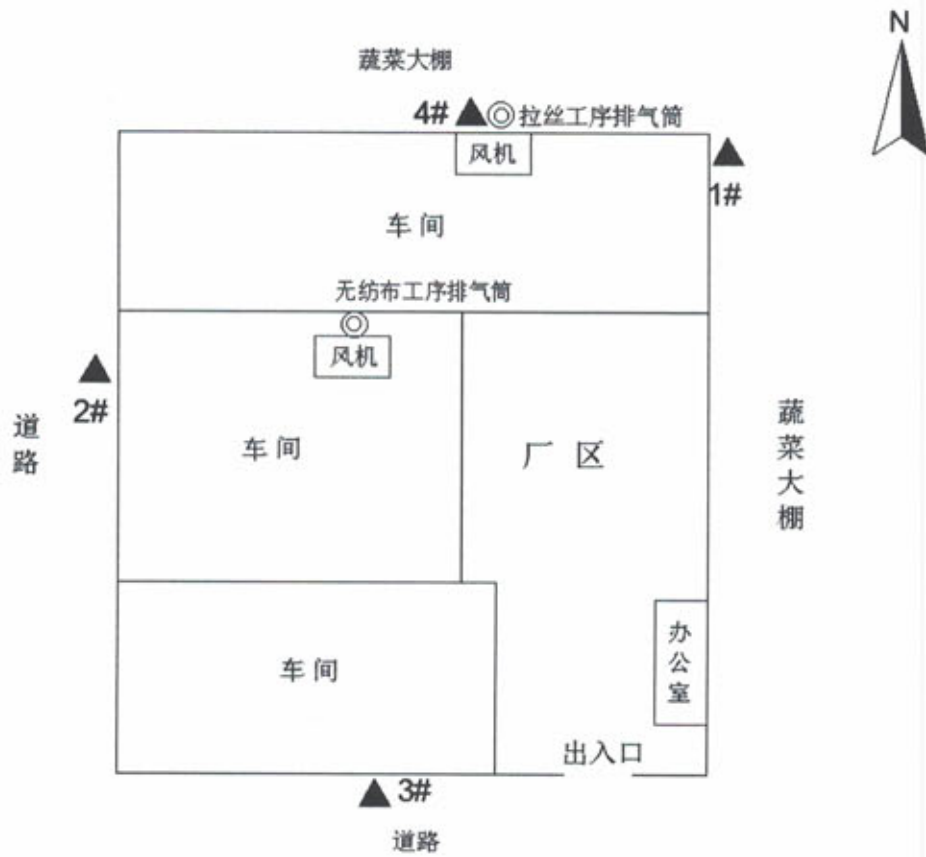 N
蔬菜大棚
4#
拉丝工序排气筒
风机
1#
车间
无纺布工序排气筒
风机
2#
道路
车间
厂区
蔬菜大棚
车间
办公室
出入口
3#
道路